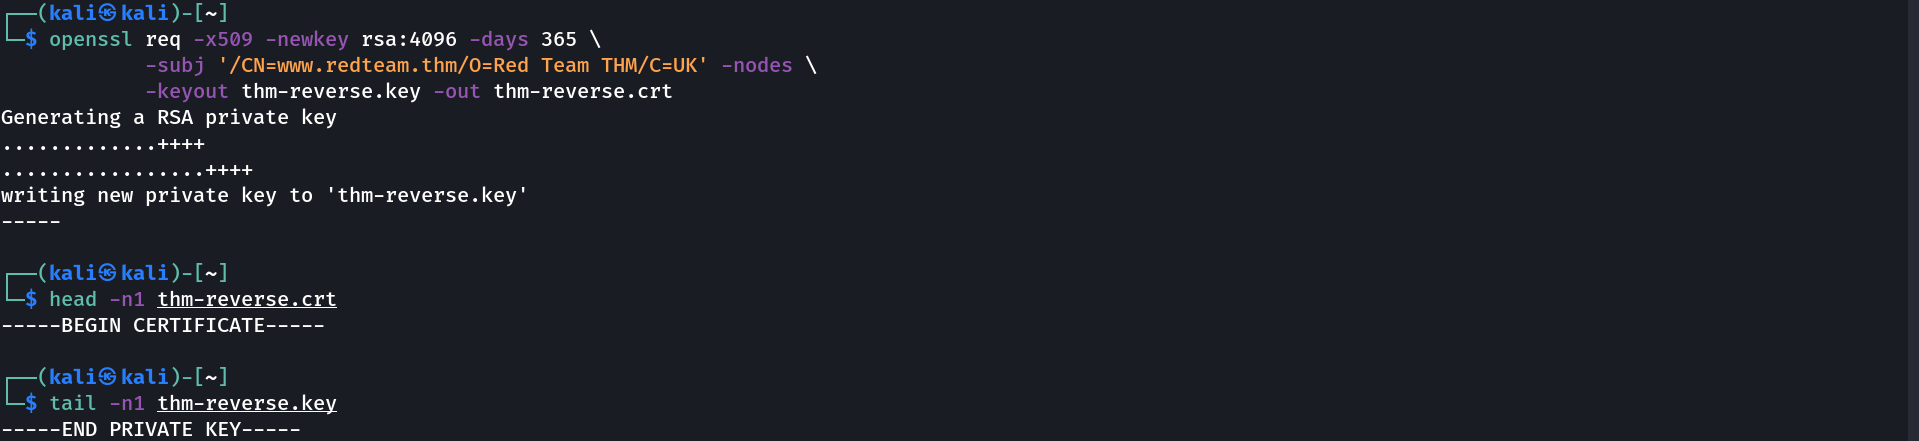 ┌──(kali㉿kali)-[~]
└─$ openssl req -x509 -newkey rsa:4096 -days 365 \
            -subj '/CN=www.redteam.thm/O=Red Team THM/C=UK' -nodes \
            -keyout thm-reverse.key -out thm-reverse.crt
Generating a RSA private key
.............++++
.................++++
writing new private key to 'thm-reverse.key'
-----
┌──(kali㉿kali)-[~]
└─$ head -n1 thm-reverse.crt
-----BEGIN CERTIFICATE-----
┌──(kali㉿kali)-[~]
└─$ tail -n1 thm-reverse.key
-----END PRIVATE KEY-----